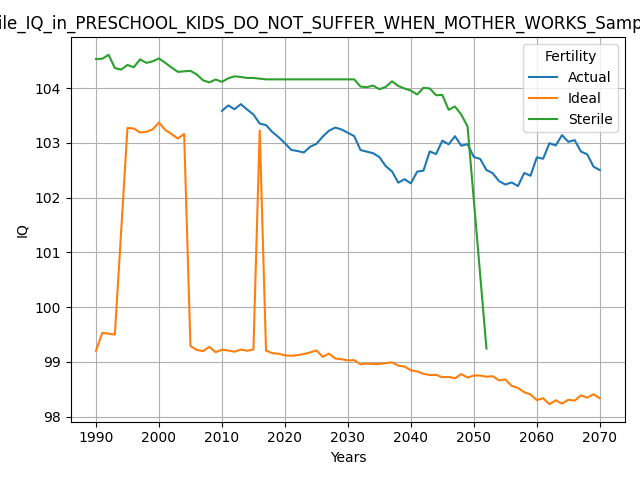 ile_IQ_in_PRESCHOOL_KIDS_DO_NOT_SUFFER_WHEN_MOTHER_WORKS_Samp
Fertility
Actual
Ideal
Sterile
IQ
104
103
102
101
100
99
98
1990 2000 2010 2020 2030 2040 2050 2060 2070
Years